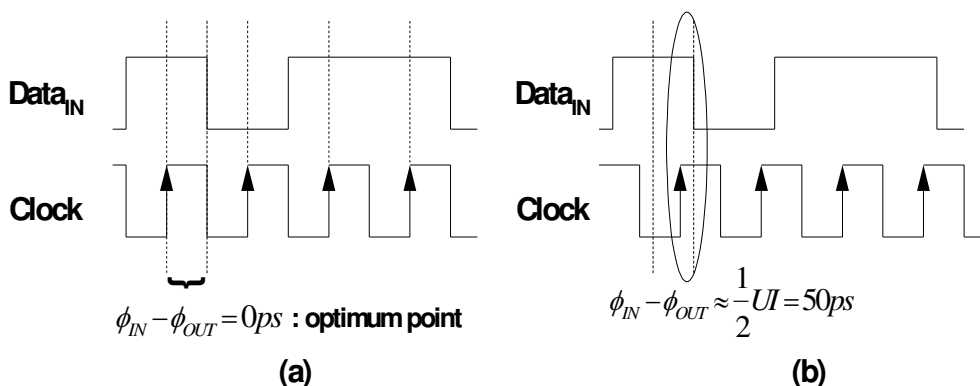 Data_IN
Clock
ϕ_IN − ϕ_OUT = 0ps : optimum point
(a)
Data_IN
Clock
ϕ_IN − ϕ_OUT ≈ 1/2 UI = 50ps
(b)